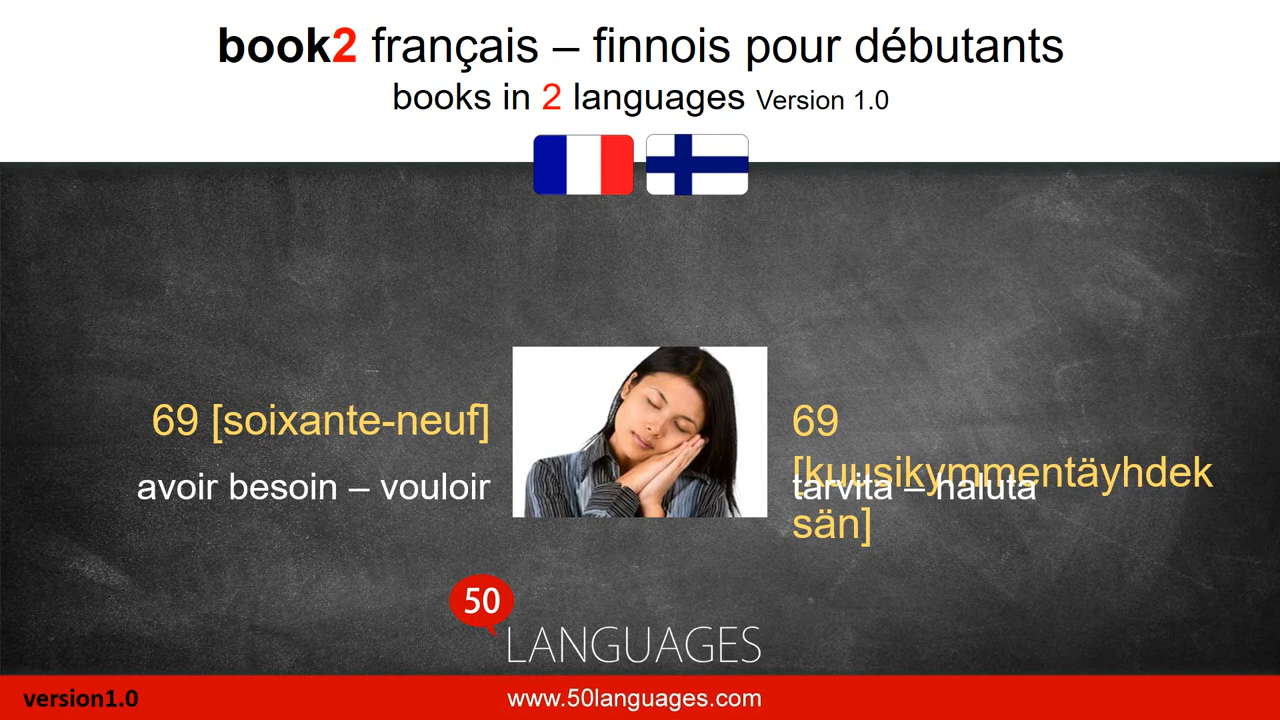 book2 français – finnois pour débutants
books in 2 languages Version 1.0
69 [soixante-neuf]
avoir besoin – vouloir
69
[kuusikymmentäyhdek
sän]
tarvita – haluta
50
LANGUAGES
version1.0
www.50languages.com